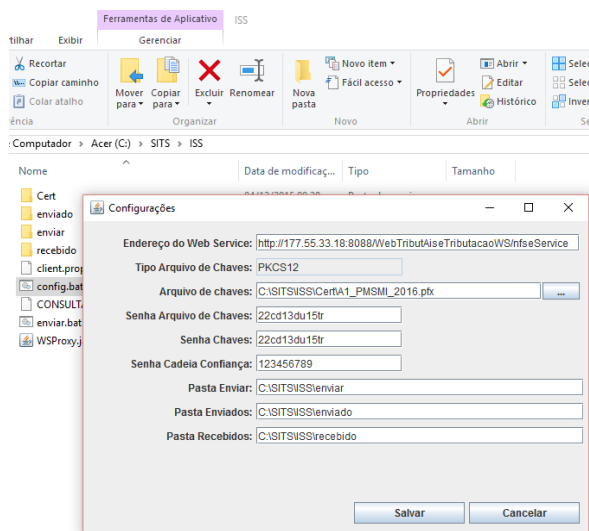 Ferramentas de Aplicativo ISS
tilhar Exibir Gerenciar
Recortar
Copiar caminho
Colar atalho
Mover para
Copiar para
Excluir
Renomear
Nova pasta
Novo item
Fácil acesso
Propriedades
Abrir
Editar
Histórico
Selec
Selec
Inver
ência Organizar Novo Abrir Se
Computador > Acer (C:) > SITS > ISS
Nome Data de modificaç... Tipo Tamanho
Cert
enviado
enviar
recebido
client.prop
config.bat
CONSULTA
enviar.bat
WSProxy.j
Configurações
Endereço do Web Service: http://177.55.33.18:8088/WebTributAiseTributacaoWS/nfseService
Tipo Arquivo de Chaves: PKCS12
Arquivo de chaves: C:\SITS\ISS\Cert\A1_PMSMI_2016.pfx ...
Senha Arquivo de Chaves: 22cd13du15tr
Senha Chaves: 22cd13du15tr
Senha Cadeia Confiança: 123456789
Pasta Enviar: C:\SITS\ISS\enviar
Pasta Enviados: C:\SITS\ISS\enviado
Pasta Recebidos: C:\SITS\ISS\recebido
Salvar Cancelar